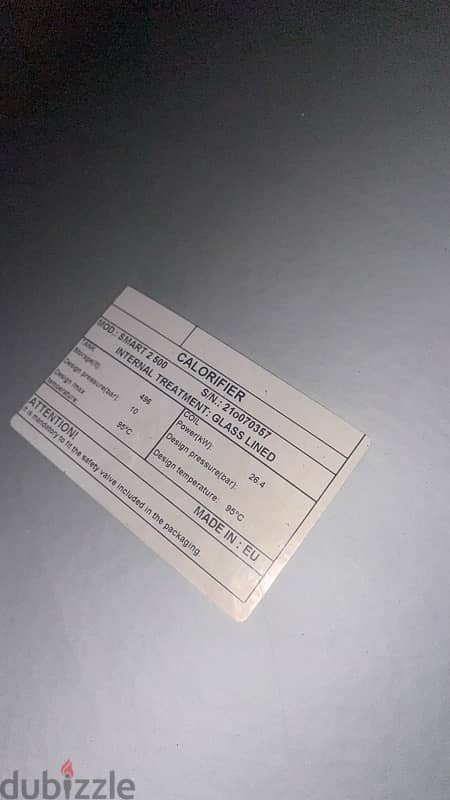 CALORIFIER
MOD.: SMART 2 500 S/N.: 21o070357
INTERNAL TREATMENT: GLASS LINED
TANK
Storage(lt): 496
Design pressure(bar): 10
Design max temperature: 95°C
COIL
Power(kW): 26.4
Design pressure(bar):
Design temperature: 95°C
MADE IN : EU
ATTENTION!
It is mandatory to fit the safety valve included in the packaging.
dubizzle